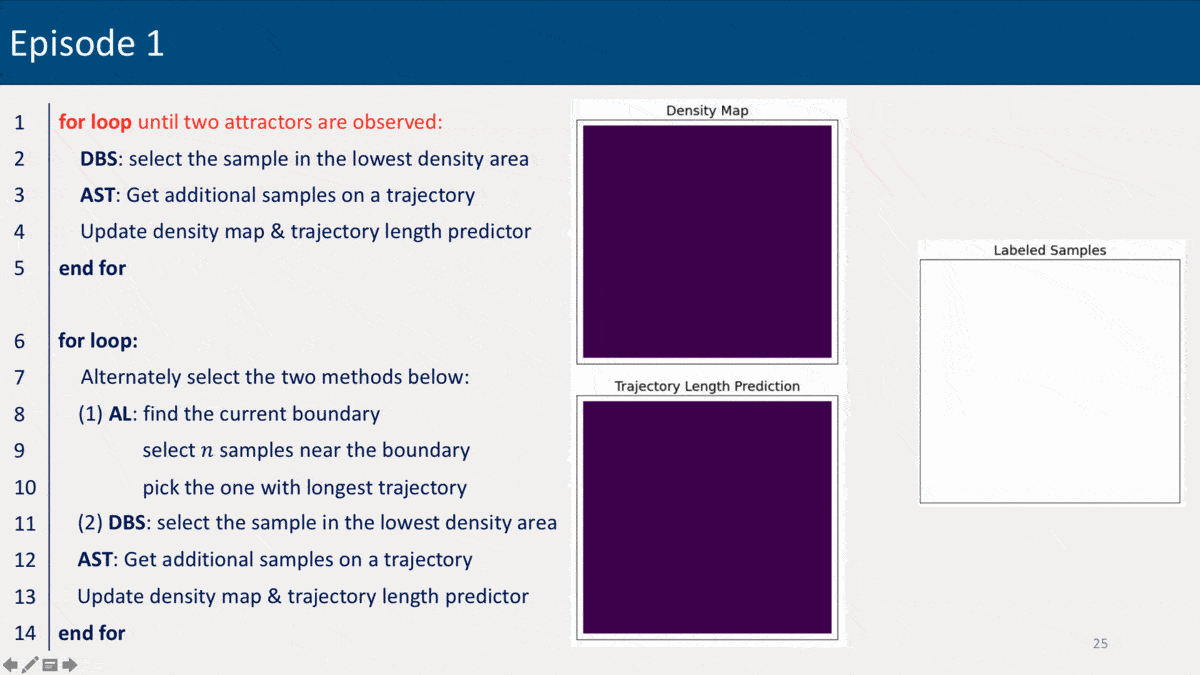 Episode 1
1 for loop until two attractors are observed:
2 DBS: select the sample in the lowest density area
3 AST: Get additional samples on a trajectory
4 Update density map & trajectory length predictor
5 end for
6 for loop:
7 Alternately select the two methods below:
8 (1) AL: find the current boundary
9 select n samples near the boundary
10 pick the one with longest trajectory
11 (2) DBS: select the sample in the lowest density area
12 AST: Get additional samples on a trajectory
13 Update density map & trajectory length predictor
14 end for
Density Map
Trajectory Length Prediction
Labeled Samples
25